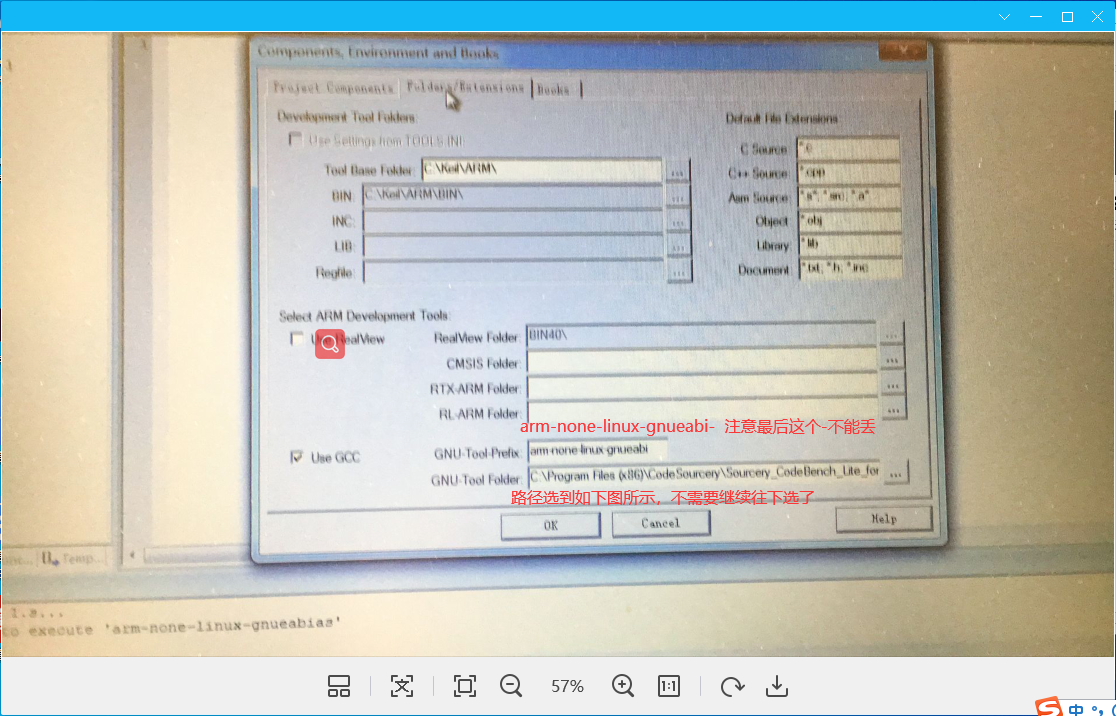 Components, Environment and Books
Project Components Folders/Extensions Books
Development Tool Folders:
Use Settings from TOOLS.INI:
Tool Base Folder: C:\Keil\ARM\
BIN: C:\Keil\ARM\BIN\
INC:
LIB:
Regfile:
Default File Extensions:
C Source: *.c
C++ Source: *.cpp
Asm Source: *.s*; *.src; *.a*
Object: *.obj
Library: *.lib
Document: *.txt; *.h; *.inc
Select ARM Development Tools:
RealView RealView Folder: BIN40\
CMSIS Folder:
RTX-ARM Folder:
RL-ARM Folder:
arm-none-linux-gnueabi- 注意最后这个-不能丢
Use GCC GNU-Tool-Prefix: arm-none-linux-gnueabi
GNU-Tool Folder: C:\Program Files (x86)\CodeSourcery\Sourcery_CodeBench_Lite_for
路径选到如下图所示，不需要继续往下选了
OK Cancel Help
Temp...
1.s...
to execute 'arm-none-linux-gnueabias'
57%
1:1
中